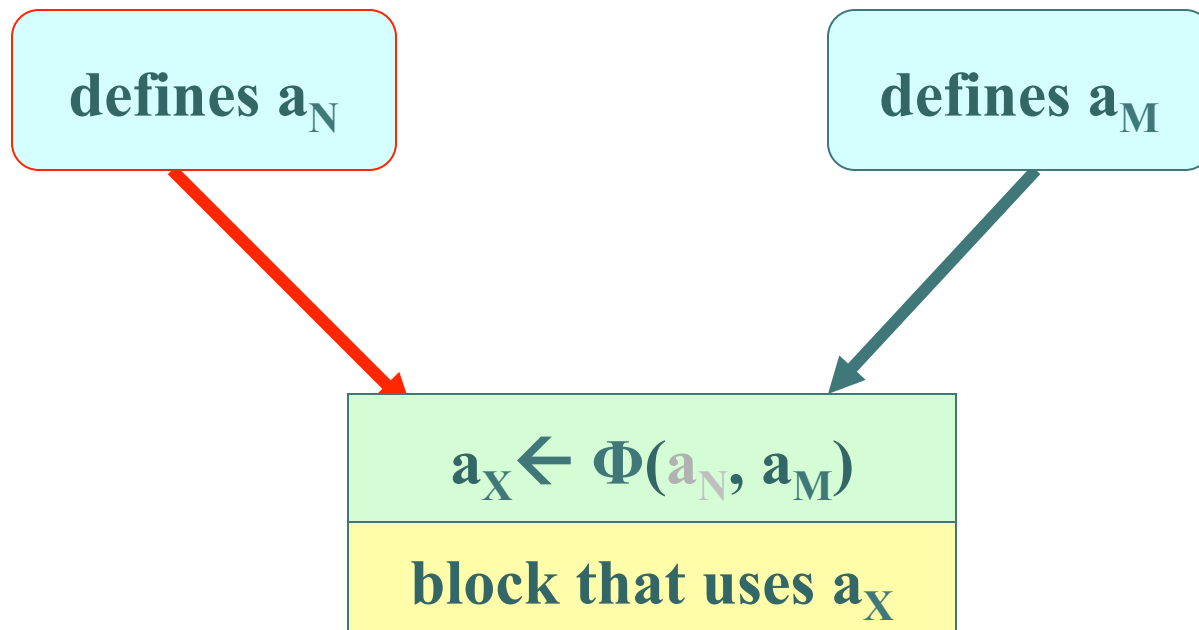 defines aN
defines aM
aX ← Φ(aN, aM)
block that uses aX